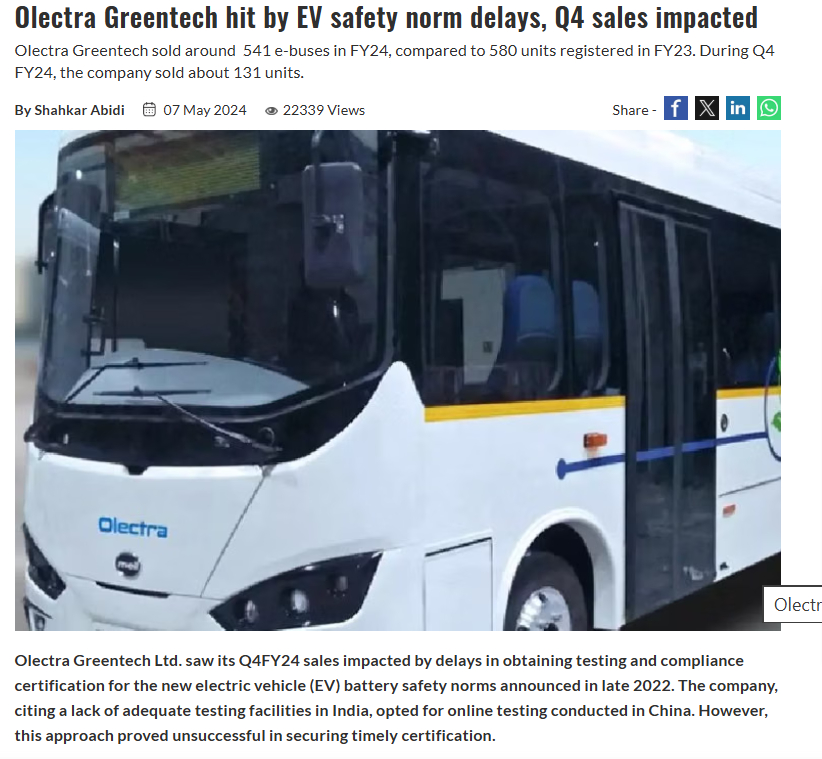 Olectra Greentech hit by EV safety norm delays, Q4 sales impacted
Olectra Greentech sold around 541 e-buses in FY24, compared to 580 units registered in FY23. During Q4
FY24, the company sold about 131 units.
By Shahkar Abidi 07 May 2024 22339 Views Share -
Olectra
meil
Olectr
Olectra Greentech Ltd. saw its Q4FY24 sales impacted by delays in obtaining testing and compliance
certification for the new electric vehicle (EV) battery safety norms announced in late 2022. The company,
citing a lack of adequate testing facilities in India, opted for online testing conducted in China. However,
this approach proved unsuccessful in securing timely certification.